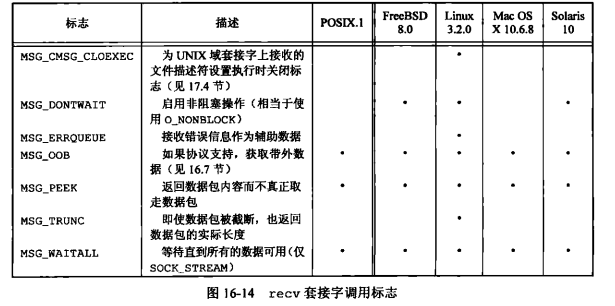 标志 描述 POSIX.1 FreeBSD 8.0 Linux 3.2.0 Mac OS X 10.6.8 Solaris 10
MSG_CMSG_CLOEXEC 为 UNIX 域套接字上接收的 •
文件描述符设置执行时关闭标
志（见 17.4 节）
MSG_DONTWAIT 启用非阻塞操作（相当于使 • • •
用 O_NONBLOCK）
MSG_ERRQUEUE 接收错误信息作为辅助数据 •
MSG_OOB 如果协议支持，获取带外数 • • • • •
据（见 16.7 节）
MSG_PEEK 返回数据包内容而不真正取 • • • • •
走数据包
MSG_TRUNC 即使数据包被截断，也返回 •
数据包的实际长度
MSG_WAITALL 等待直到所有的数据可用（仅 • • • • •
SOCK_STREAM）
图 16-14 recv 套接字调用标志